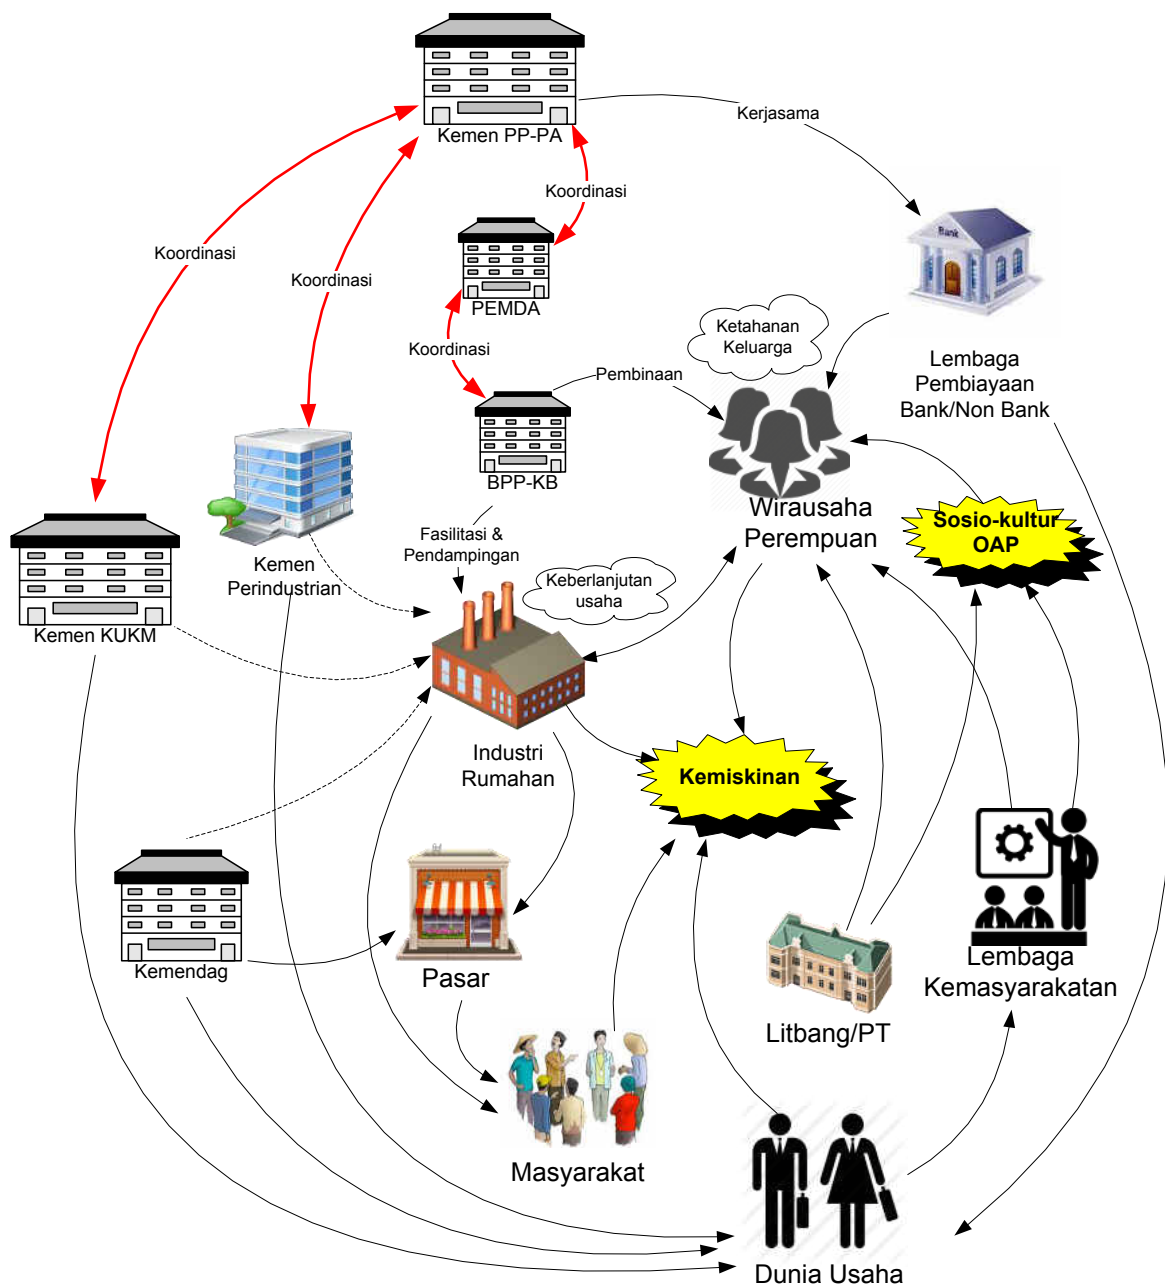 Kemen PP-PA
Kerjasama
Koordinasi
Koordinasi
Koordinasi
Bank
PEMDA
Koordinasi
Ketahanan
Keluarga
Lembaga
Pembiayaan
Bank/Non Bank
Pembinaan
BPP-KB
Wirausaha
Perempuan
Sosio-kultur
OAP
Fasilitasi &
Pendampingan
Kemen
Perindustrian
Keberlanjutan
usaha
Kemen KUKM
Industri
Rumahan
Kemiskinan
Kemendag
Pasar
Lembaga
Kemasyarakatan
Litbang/PT
Masyarakat
Dunia Usaha